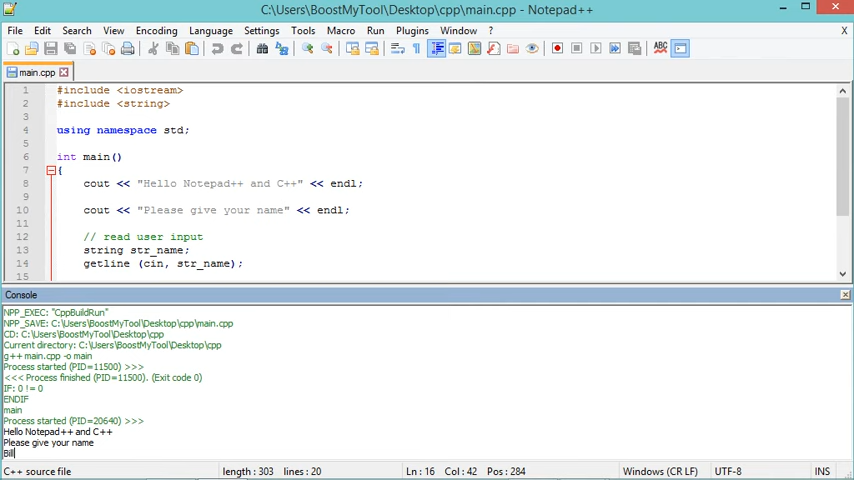 C:\Users\BoostMyTool\Desktop\cpp\main.cpp - Notepad++
File Edit Search View Encoding Language Settings Tools Macro Run Plugins Window ? X
ABC
main.cpp
1 #include <iostream>
2 #include <string>
3
4 using namespace std;
5
6 int main()
7 {
8 cout << "Hello Notepad++ and C++" << endl;
9
10 cout << "Please give your name" << endl;
11
12 // read user input
13 string str_name;
14 getline (cin, str_name);
15
Console
NPP_EXEC: "CppBuildRun"
NPP_SAVE: C:\Users\BoostMyTool\Desktop\cpp\main.cpp
CD: C:\Users\BoostMyTool\Desktop\cpp
Current directory: C:\Users\BoostMyTool\Desktop\cpp
g++ main.cpp -o main
Process started (PID=11500) >>>
<<< Process finished (PID=11500). (Exit code 0)
IF: 0 != 0
ENDIF
main
Process started (PID=20640) >>>
Hello Notepad++ and C++
Please give your name
Bill
C++ source file length : 303 lines : 20 Ln : 16 Col : 42 Pos : 284 Windows (CR LF) UTF-8 INS